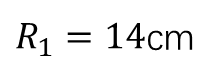 R₁ = 14cm